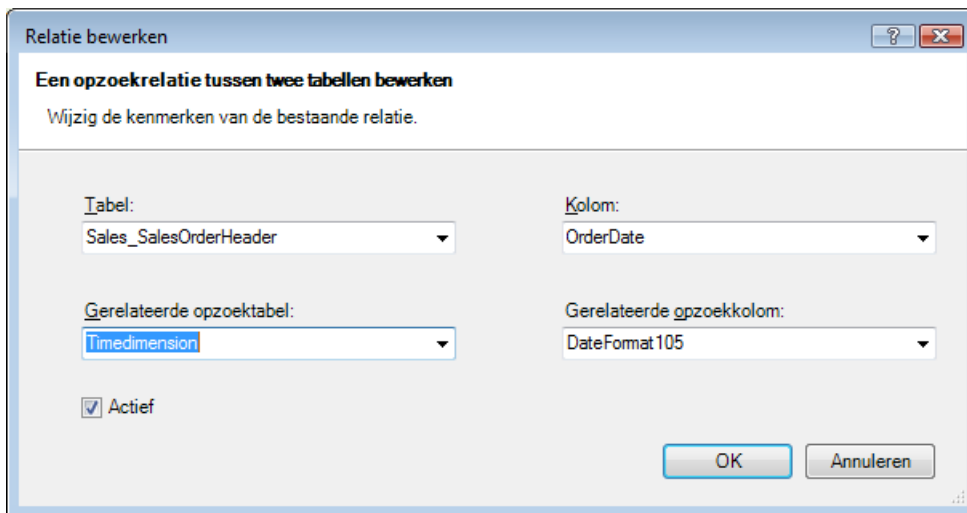 Relatie bewerken
Een opzoekrelatie tussen twee tabellen bewerken
Wijzig de kenmerken van de bestaande relatie.
Tabel: Kolom:
Sales_SalesOrderHeader OrderDate
Gerelateerde opzoektabel: Gerelateerde opzoekkolom:
Timedimension DateFormat105
Actief
OK Annuleren